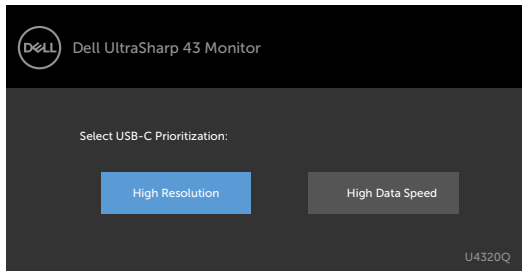 DELL
Dell UltraSharp 43 Monitor
Select USB-C Prioritization:
High Resolution
High Data Speed
U4320Q